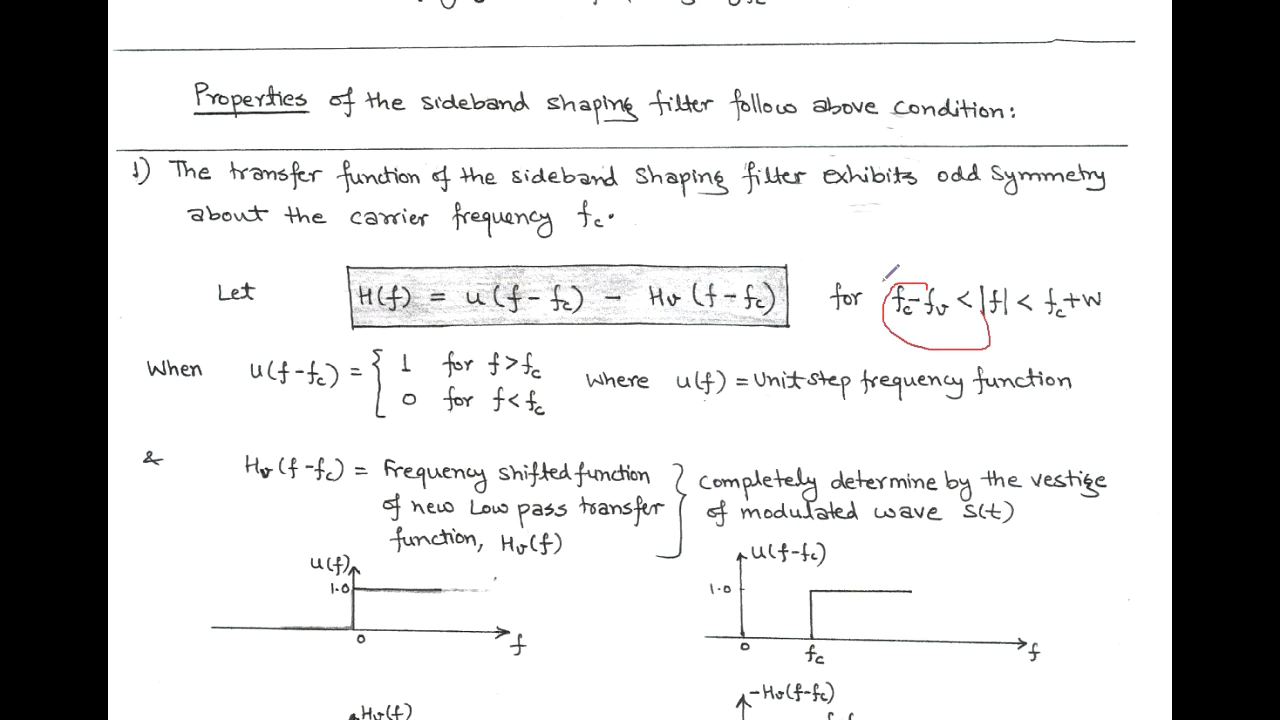 Properties of the sideband shaping filter follow above condition:
1) The transfer function of the sideband shaping filter exhibits odd symmetry
about the carrier frequency fc.
Let H(f) = u(f-fc) - Hv(f-fc) for fc-fv < |f| < fc+w
When u(f-fc) = { 1 for f>fc
0 for f<fc where u(f) = Unit step frequency function
& Hv(f-fc) = Frequency shifted function
of new Low pass transfer
function, Hv(f)
completely determine by the vestige
of modulated wave s(t)
u(f)
1.0
0
f
u(f-fc)
1.0
0
fc
f
Hv(f)
-Hv(f-fc)